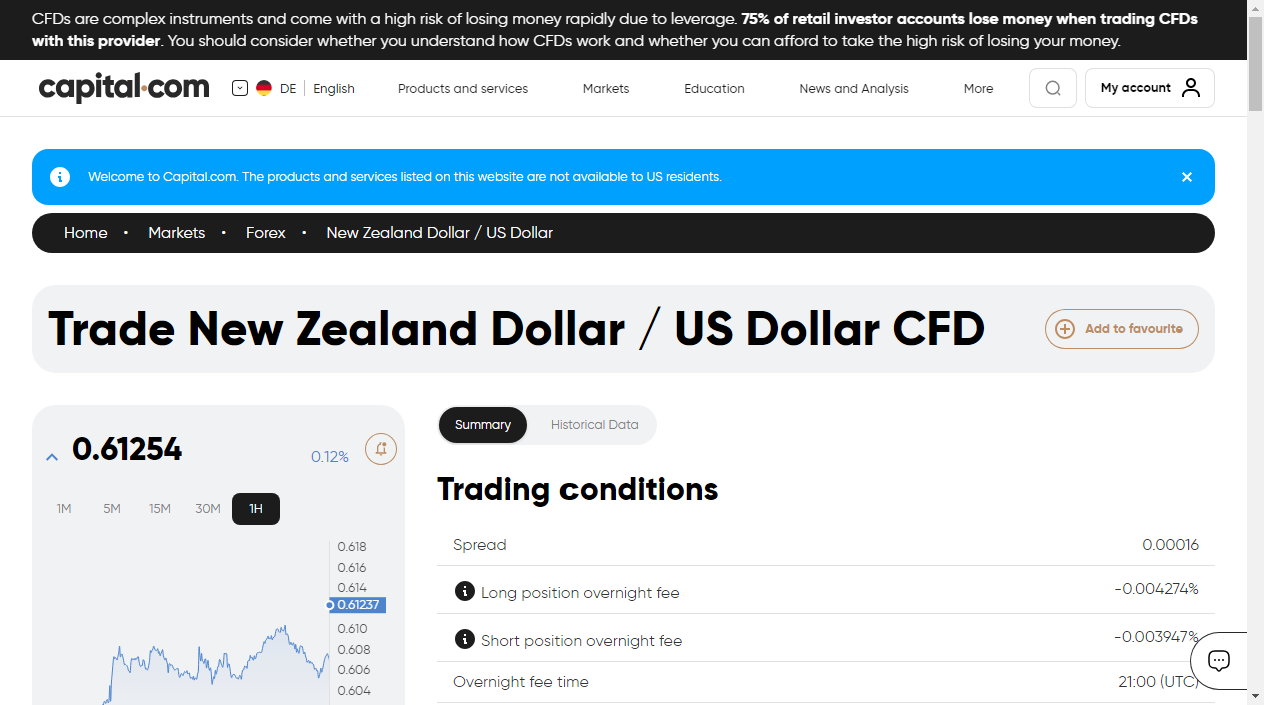 CFDs are complex instruments and come with a high risk of losing money rapidly due to leverage. 75% of retail investor accounts lose money when trading CFDs
with this provider. You should consider whether you understand how CFDs work and whether you can afford to take the high risk of losing your money.
capital.com DE English Products and services Markets Education News and Analysis More My account
Welcome to Capital.com. The products and services listed on this website are not available to US residents.
Home • Markets • Forex • New Zealand Dollar / US Dollar
Trade New Zealand Dollar / US Dollar CFD Add to favourite
0.61254 0.12%
1M 5M 15M 30M 1H
0.618
0.616
0.614
0.61237
0.610
0.608
0.606
0.604
Summary Historical Data
Trading conditions
Spread 0.00016
Long position overnight fee -0.004274%
Short position overnight fee -0.003947%
Overnight fee time 21:00 (UTC)